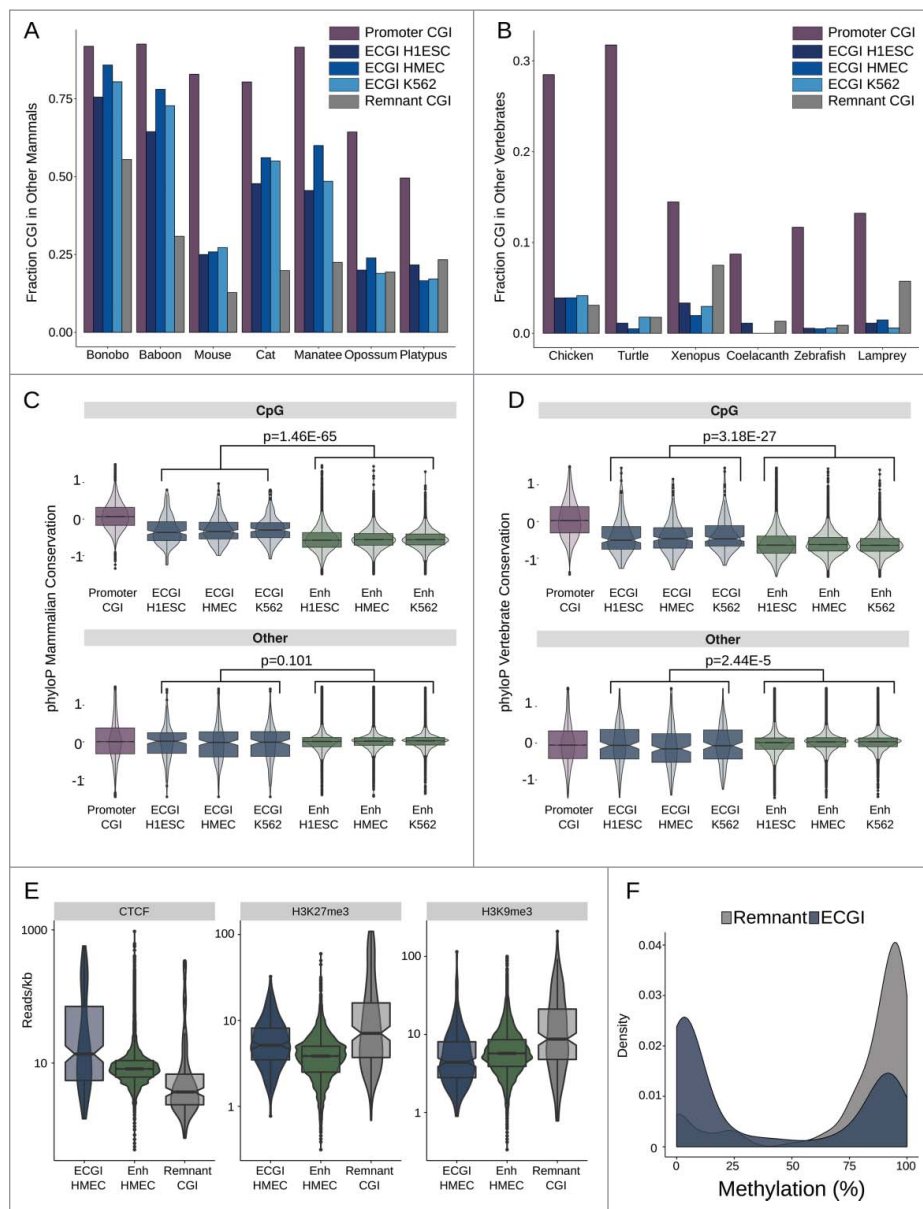 A
Promoter CGI
ECGI H1ESC
ECGI HMEC
ECGI K562
Remnant CGI
Fraction CGI in Other Mammals
0.75
0.50
0.25
0.00
Bonobo Baboon Mouse Cat Manatee Opossum Platypus
B
Promoter CGI
ECGI H1ESC
ECGI HMEC
ECGI K562
Remnant CGI
Fraction CGI in Other Vertebrates
0.3
0.2
0.1
0.0
Chicken Turtle Xenopus Coelacanth Zebrafish Lamprey
C
CpG
p=1.46E-65
phyloP Mammalian Conservation
1
0
-1
Promoter ECGI ECGI ECGI Enh Enh Enh
CGI H1ESC HMEC K562 H1ESC HMEC K562
Other
p=0.101
1
0
-1
Promoter ECGI ECGI ECGI Enh Enh Enh
CGI H1ESC HMEC K562 H1ESC HMEC K562
D
CpG
p=3.18E-27
phyloP Vertebrate Conservation
1
0
-1
Promoter ECGI ECGI ECGI Enh Enh Enh
CGI H1ESC HMEC K562 H1ESC HMEC K562
Other
p=2.44E-5
1
0
-1
Promoter ECGI ECGI ECGI Enh Enh Enh
CGI H1ESC HMEC K562 H1ESC HMEC K562
E
CTCF
Reads/kb
1000
10
ECGI Enh Remnant
HMEC HMEC CGI
H3K27me3
100
10
1
ECGI Enh Remnant
HMEC HMEC CGI
H3K9me3
100
10
1
ECGI Enh Remnant
HMEC HMEC CGI
F
Remnant ECGI
Density
0.04
0.03
0.02
0.01
0
0 25 50 75 100
Methylation (%)